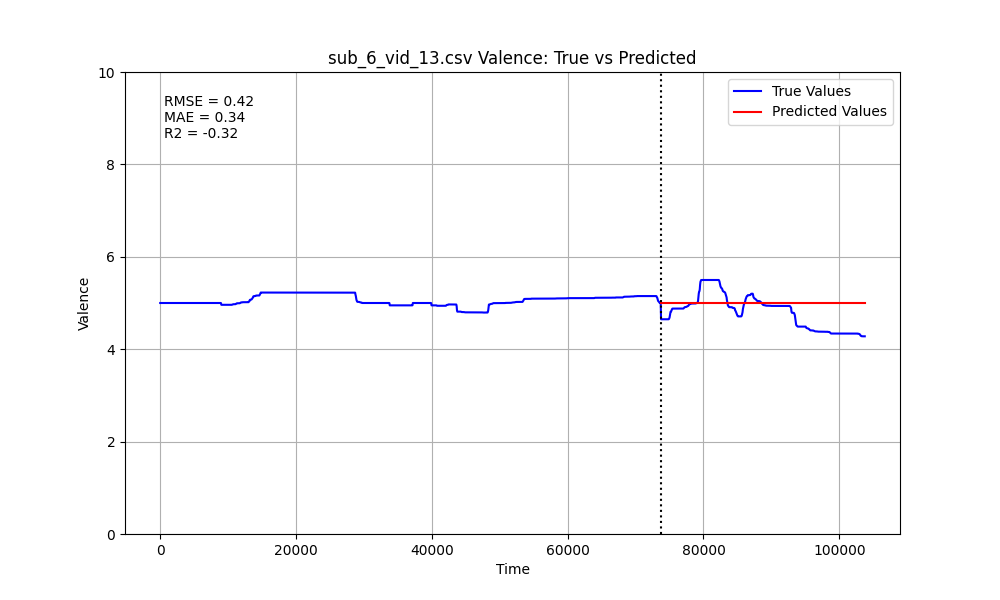 sub_6_vid_13.csv Valence: True vs Predicted
RMSE = 0.42
MAE = 0.34
R2 = -0.32
True Values
Predicted Values
10
8
6
4
2
0
Valence
0 20000 40000 60000 80000 100000
Time